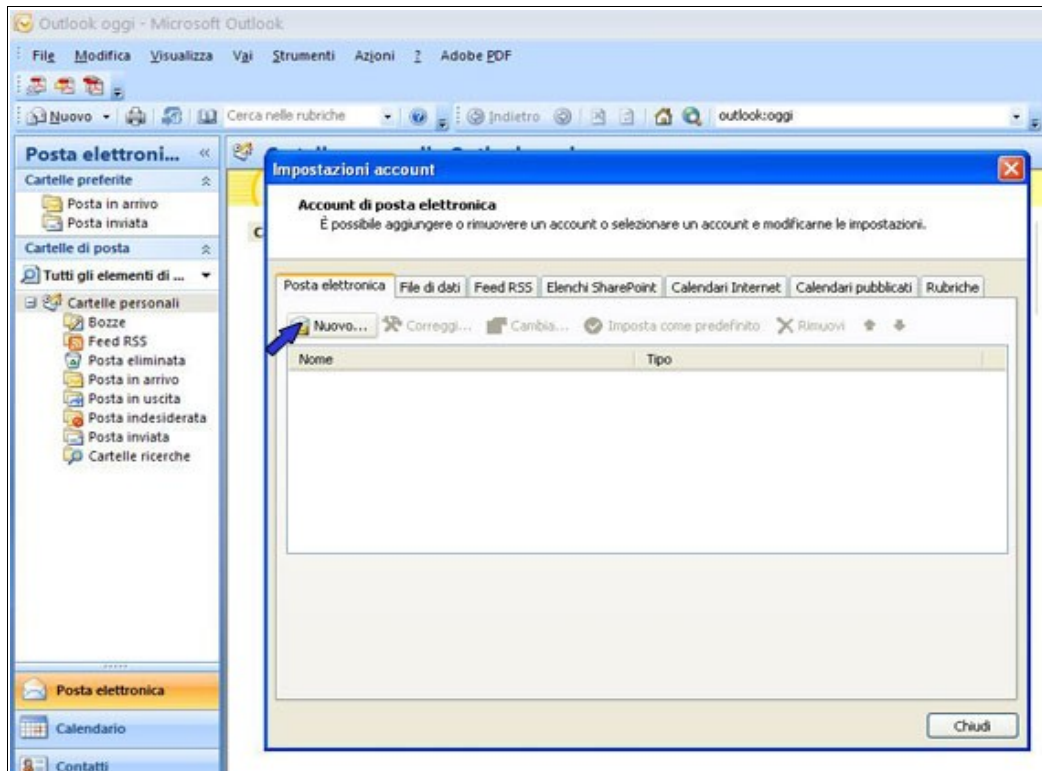 Outlook oggi - Microsoft Outlook
File Modifica Visualizza Vai Strumenti Azioni ? Adobe PDF
Nuovo Cerca nelle rubriche Indietro outlook:oggi
Posta elettroni...
Cartelle preferite
Posta in arrivo
Posta inviata
Cartelle di posta
Tutti gli elementi di ...
Cartelle personali
Bozze
Feed RSS
Posta eliminata
Posta in arrivo
Posta in uscita
Posta indesiderata
Posta inviata
Cartelle ricerche
Posta elettronica
Calendario
Contatti
Impostazioni account
Account di posta elettronica
È possibile aggiungere o rimuovere un account o selezionare un account e modificarne le impostazioni.
Posta elettronica File di dati Feed RSS Elenchi SharePoint Calendari Internet Calendari pubblicati Rubriche
Nuovo... Correggi... Cambia... Imposta come predefinito Rimuovi
Nome Tipo
Chiudi